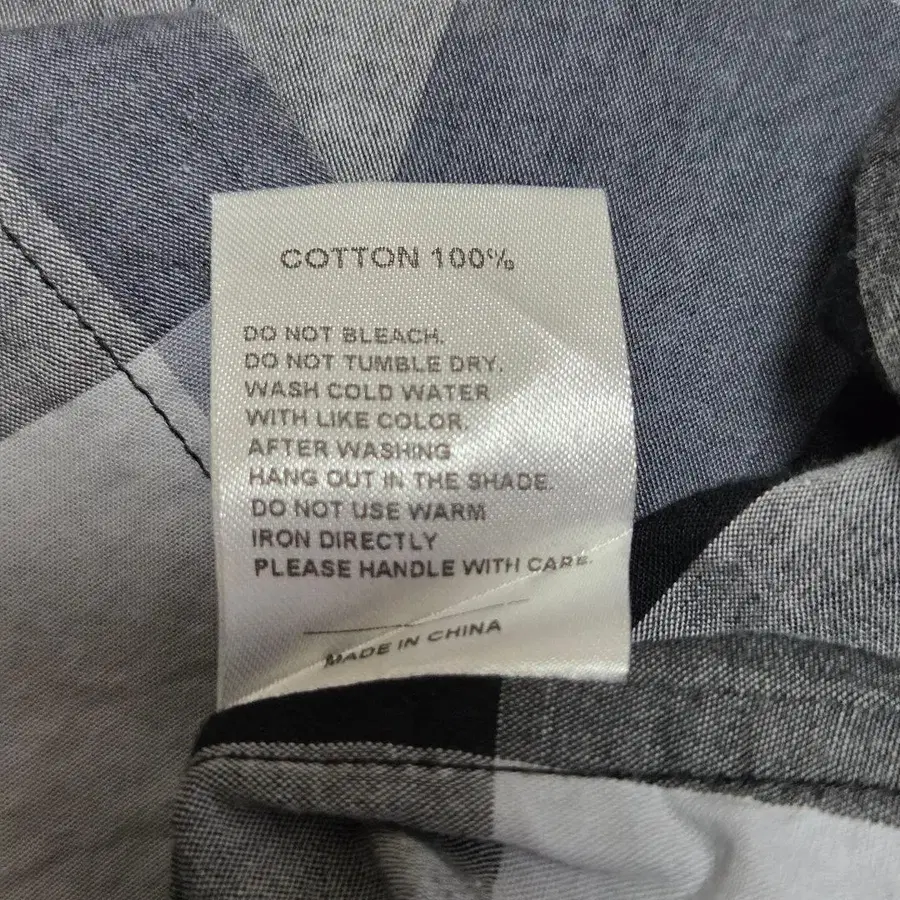 COTTON 100%
DO NOT BLEACH.
DO NOT TUMBLE DRY.
WASH COLD WATER
WITH LIKE COLOR.
AFTER WASHING
HANG OUT IN THE SHADE.
DO NOT USE WARM
IRON DIRECTLY
PLEASE HANDLE WITH CARE.
MADE IN CHINA